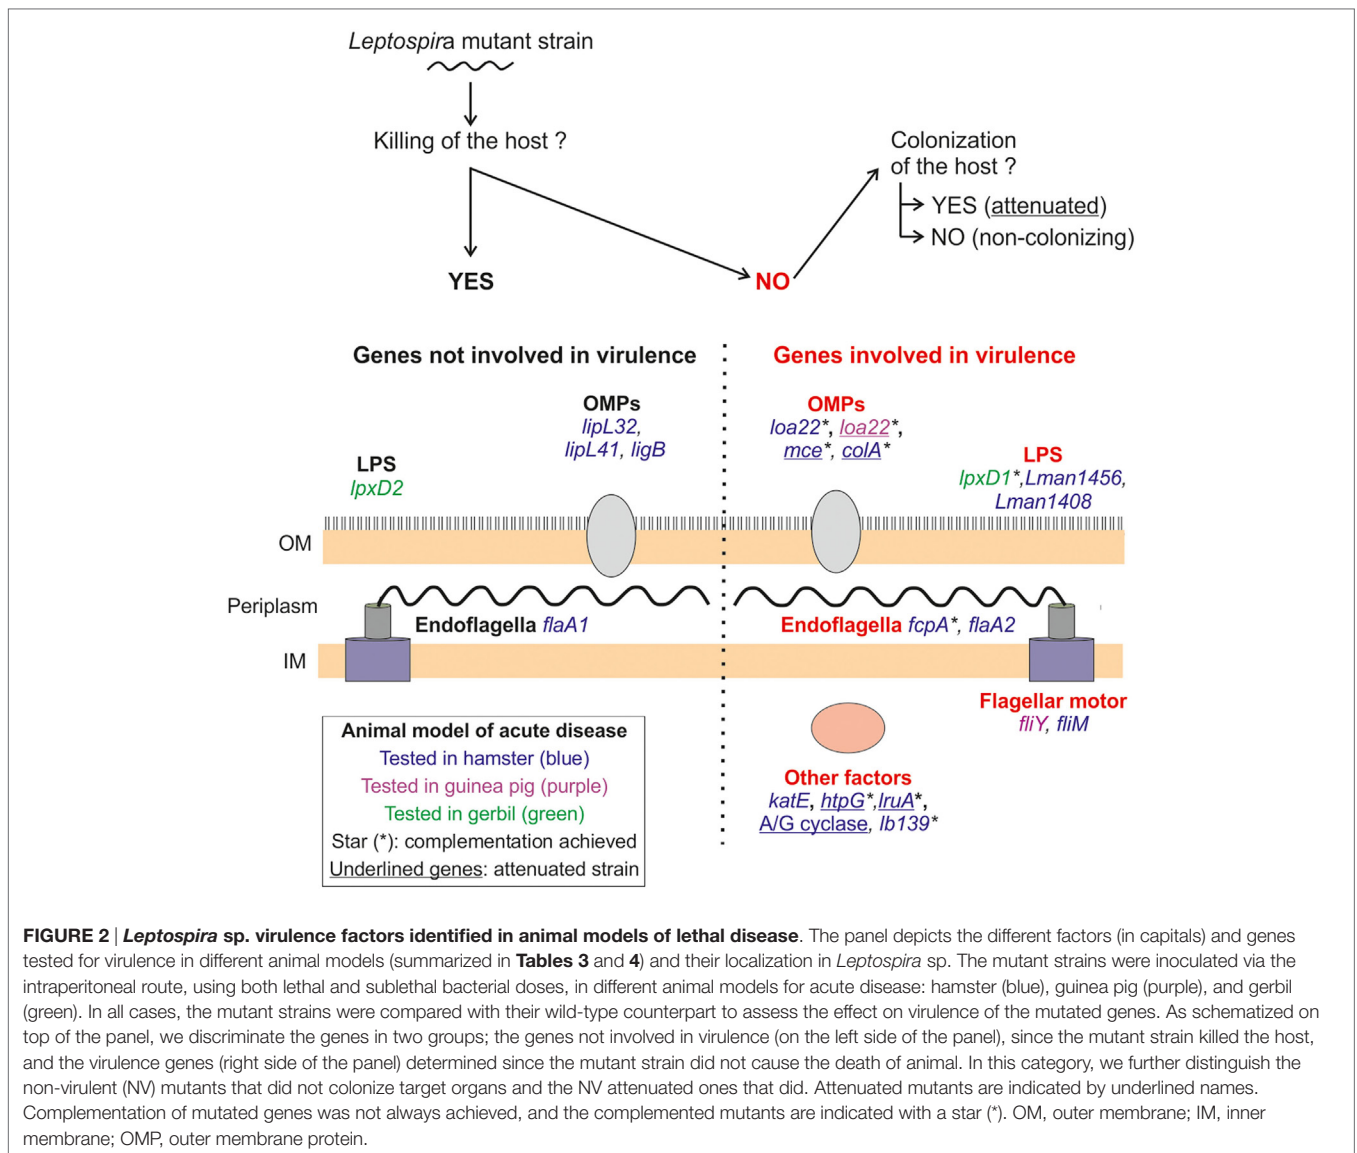 Leptospira mutant strain
Killing of the host ?
Colonization
of the host ?
YES (attenuated)
NO (non-colonizing)
YES
NO
Genes not involved in virulence
Genes involved in virulence
OMPs
lipL32,
lipL41, ligB
OMPs
loa22*, loa22*,
mce*, colA*
LPS
lpxD2
LPS
lpxD1*,Lman1456,
Lman1408
OM
Periplasm
Endoflagella flaA1
Endoflagella fcpA*, flaA2
IM
Flagellar motor
fliY, fliM
Animal model of acute disease
Tested in hamster (blue)
Tested in guinea pig (purple)
Tested in gerbil (green)
Star (*): complementation achieved
Underlined genes: attenuated strain
Other factors
katE, htpG*,lruA*,
A/G cyclase, lb139*
FIGURE 2 | Leptospira sp. virulence factors identified in animal models of lethal disease. The panel depicts the different factors (in capitals) and genes
tested for virulence in different animal models (summarized in Tables 3 and 4) and their localization in Leptospira sp. The mutant strains were inoculated via the
intraperitoneal route, using both lethal and sublethal bacterial doses, in different animal models for acute disease: hamster (blue), guinea pig (purple), and gerbil
(green). In all cases, the mutant strains were compared with their wild-type counterpart to assess the effect on virulence of the mutated genes. As schematized on
top of the panel, we discriminate the genes in two groups; the genes not involved in virulence (on the left side of the panel), since the mutant strain killed the host,
and the virulence genes (right side of the panel) determined since the mutant strain did not cause the death of animal. In this category, we further distinguish the
non-virulent (NV) mutants that did not colonize target organs and the NV attenuated ones that did. Attenuated mutants are indicated by underlined names.
Complementation of mutated genes was not always achieved, and the complemented mutants are indicated with a star (*). OM, outer membrane; IM, inner
membrane; OMP, outer membrane protein.